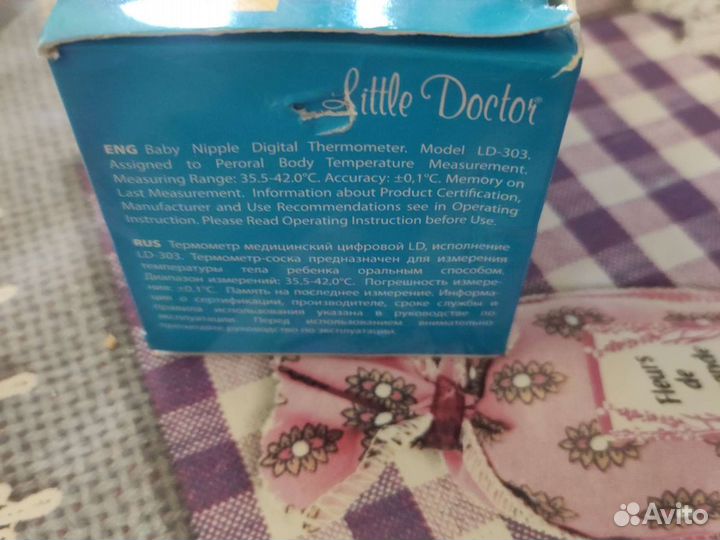 Little Doctor®
ENG Baby Nipple Digital Thermometer. Model LD-303.
Assigned to Peroral Body Temperature Measurement.
Measuring Range: 35.5-42.0°C. Accuracy: ±0,1°C. Memory on
Last Measurement. Information about Product Certification,
Manufacturer and Use Recommendations see in Operating
Instruction. Please Read Operating Instruction before Use.
RUS Термометр медицинский цифровой LD, исполнение
LD-303. Термометр-соска предназначен для измерения
температуры тела ребенка оральным способом.
Диапазон измерений: 35,5-42,0°C. Погрешность измере-
ния: ±0,1°C. Память на последнее измерение. Информа-
ция о сертификации, производителе, сроке службы и
правила использования указана в руководстве по
эксплуатации. Перед использованием внимательно
прочитайте руководство по эксплуатации.
Fleurs
de
Avito